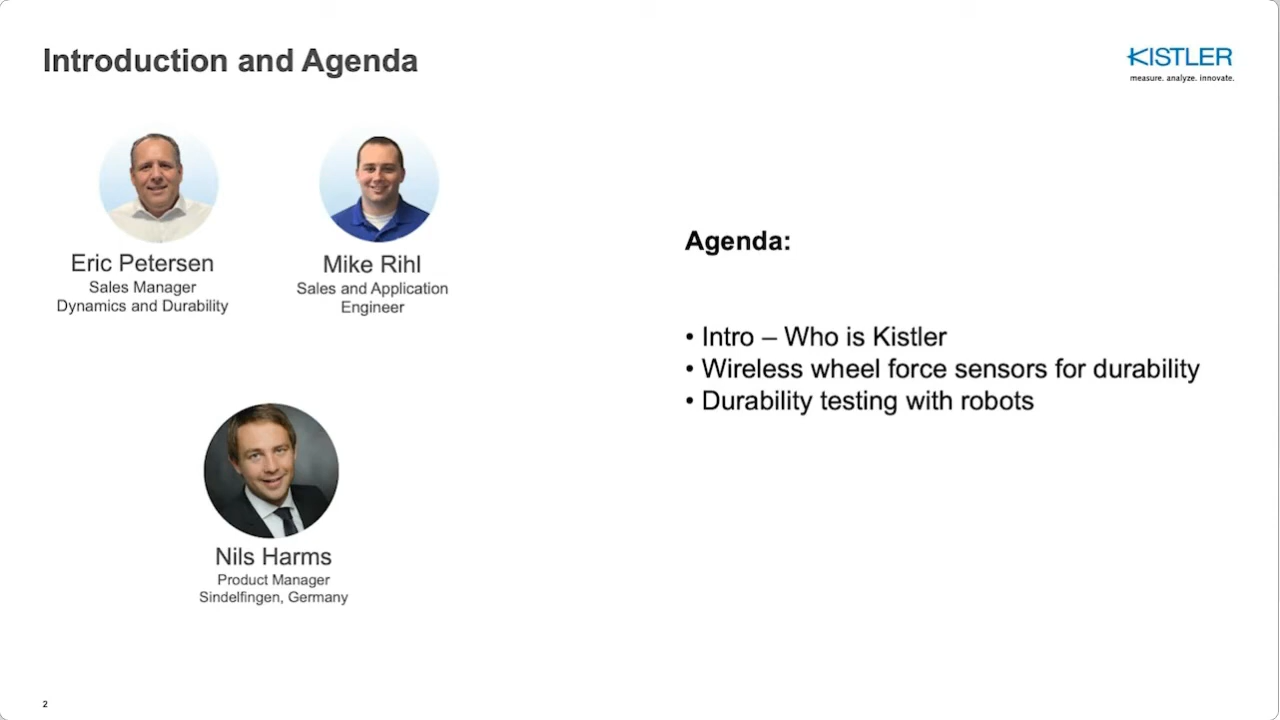 Introduction and Agenda
KISTLER
measure. analyze. innovate.
Eric Petersen
Sales Manager
Dynamics and Durability
Mike Rihl
Sales and Application
Engineer
Nils Harms
Product Manager
Sindelfingen, Germany
Agenda:
• Intro – Who is Kistler
• Wireless wheel force sensors for durability
• Durability testing with robots
2